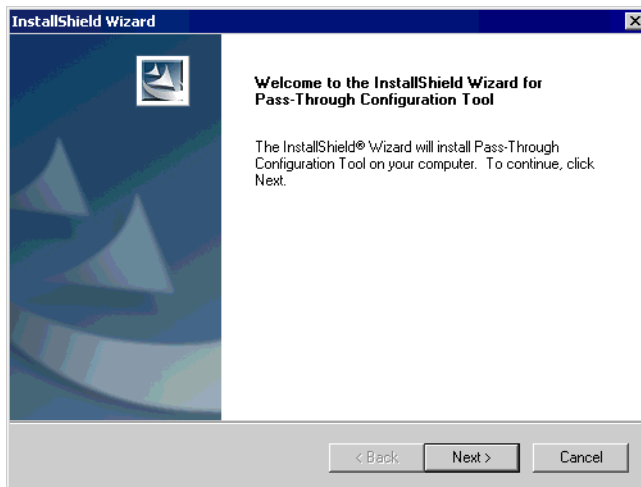 InstallShield Wizard
Welcome to the InstallShield Wizard for
Pass-Through Configuration Tool
The InstallShield® Wizard will install Pass-Through
Configuration Tool on your computer. To continue, click
Next.
< Back
Next >
Cancel